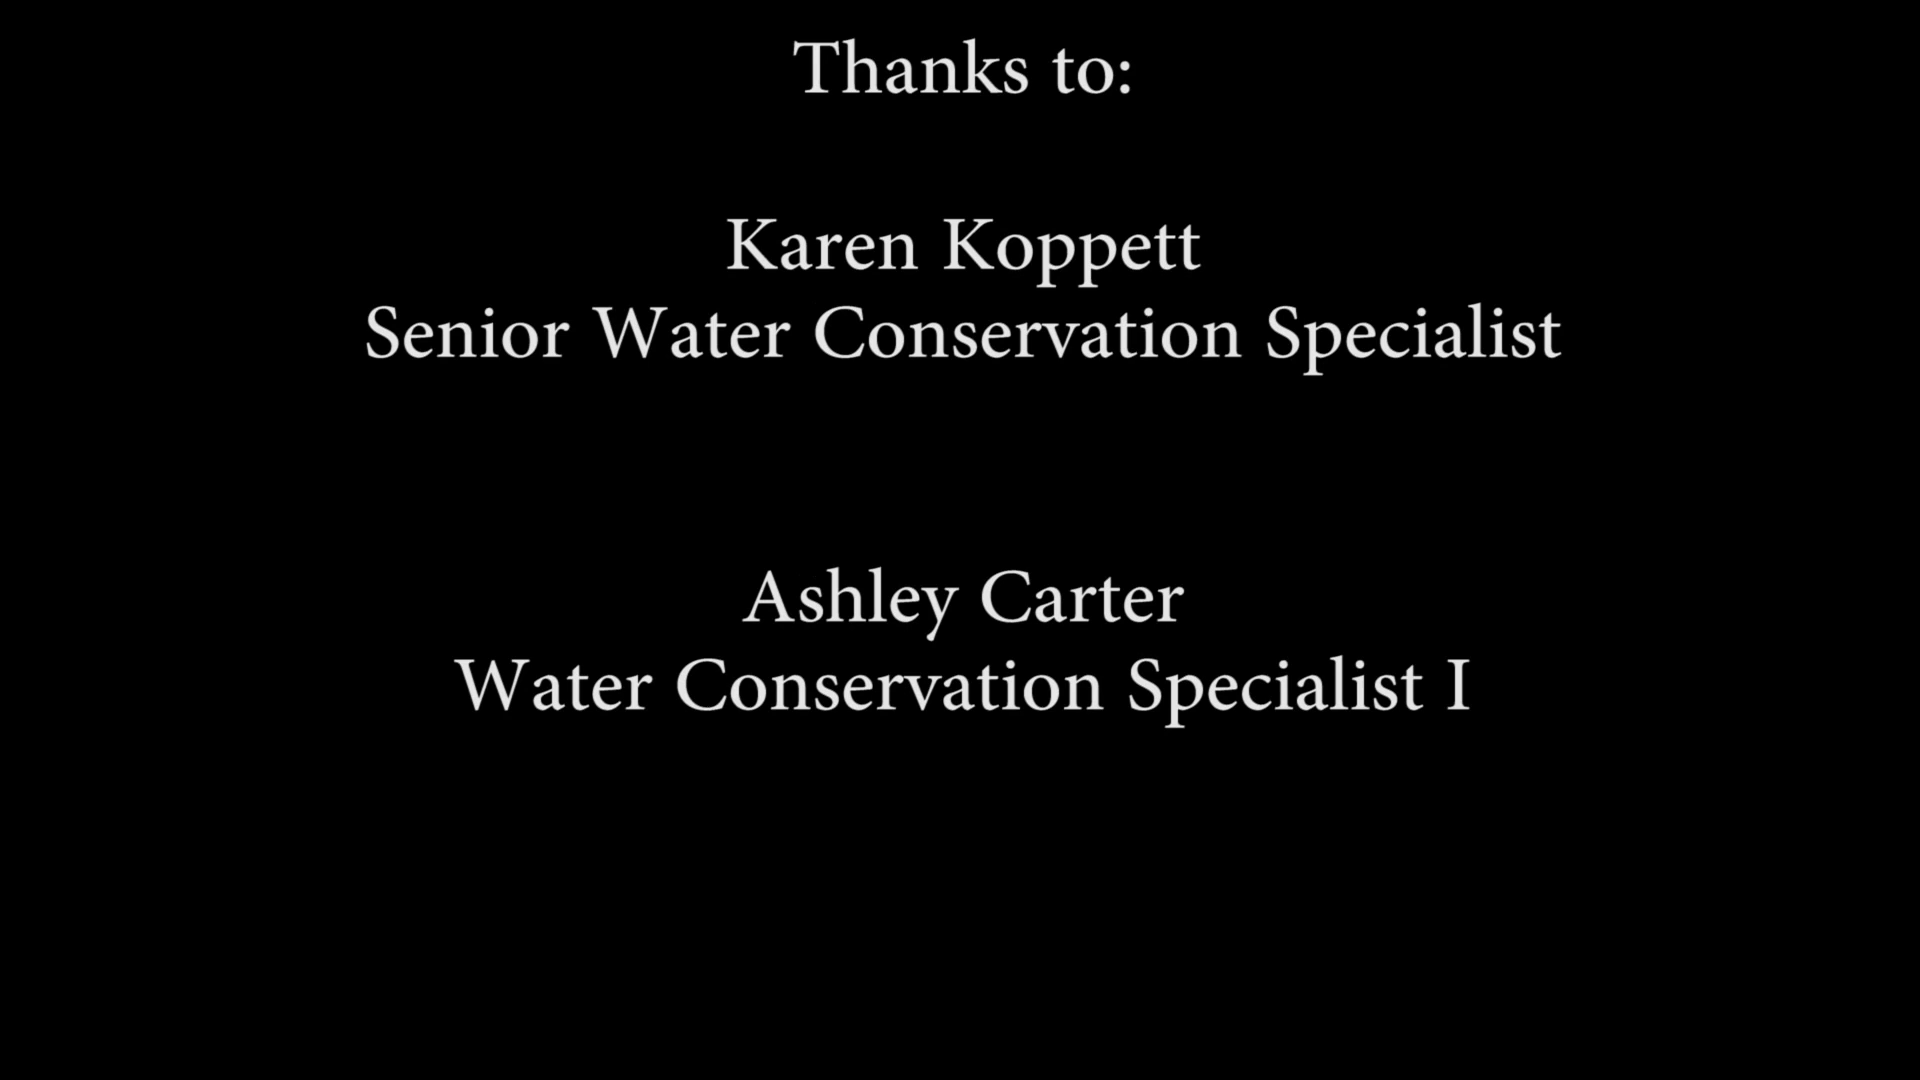 Thanks to:
Karen Koppett
Senior Water Conservation Specialist
Ashley Carter
Water Conservation Specialist I